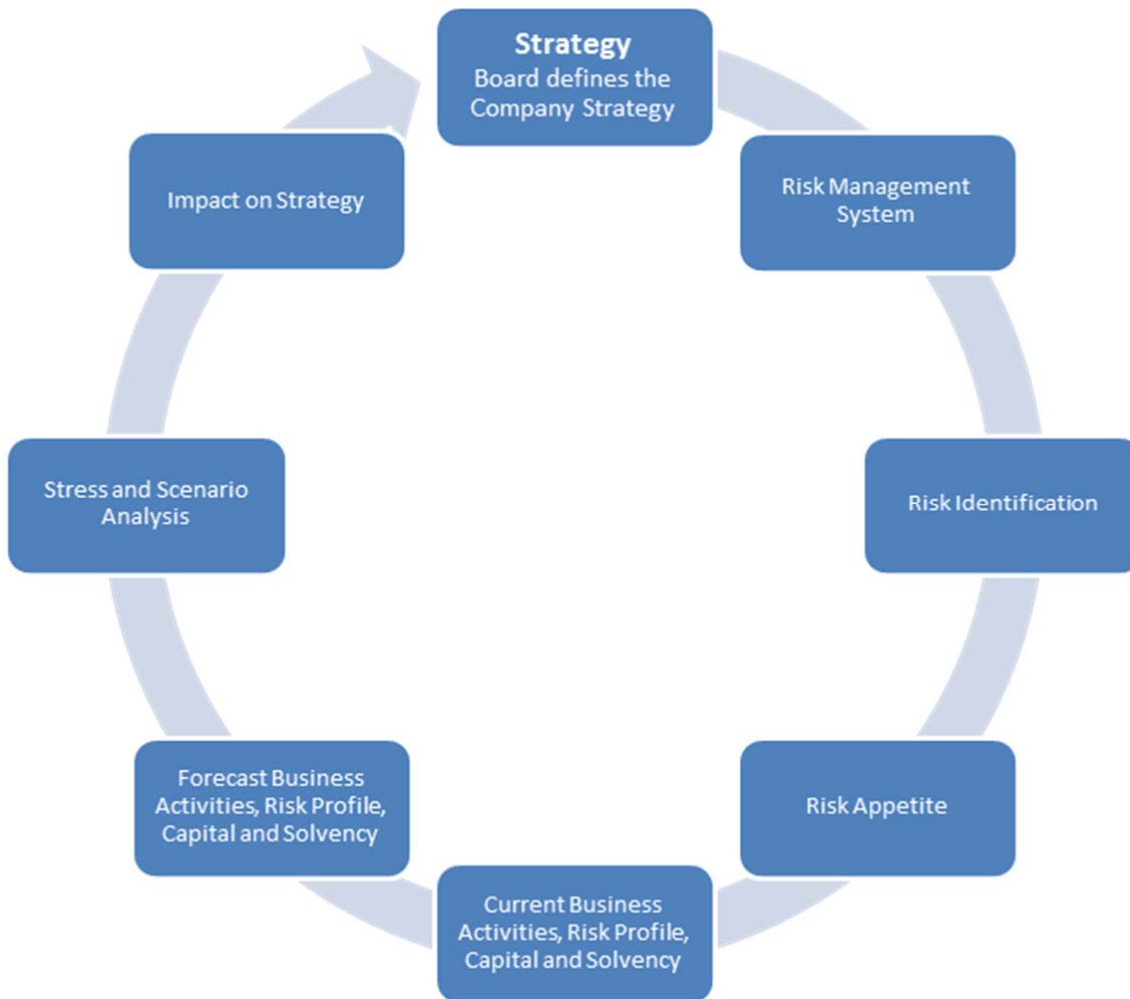 Strategy
Board defines the
Company Strategy
Risk Management
System
Risk Identification
Risk Appetite
Current Business
Activities, Risk Profile,
Capital and Solvency
Forecast Business
Activities, Risk Profile,
Capital and Solvency
Stress and Scenario
Analysis
Impact on Strategy